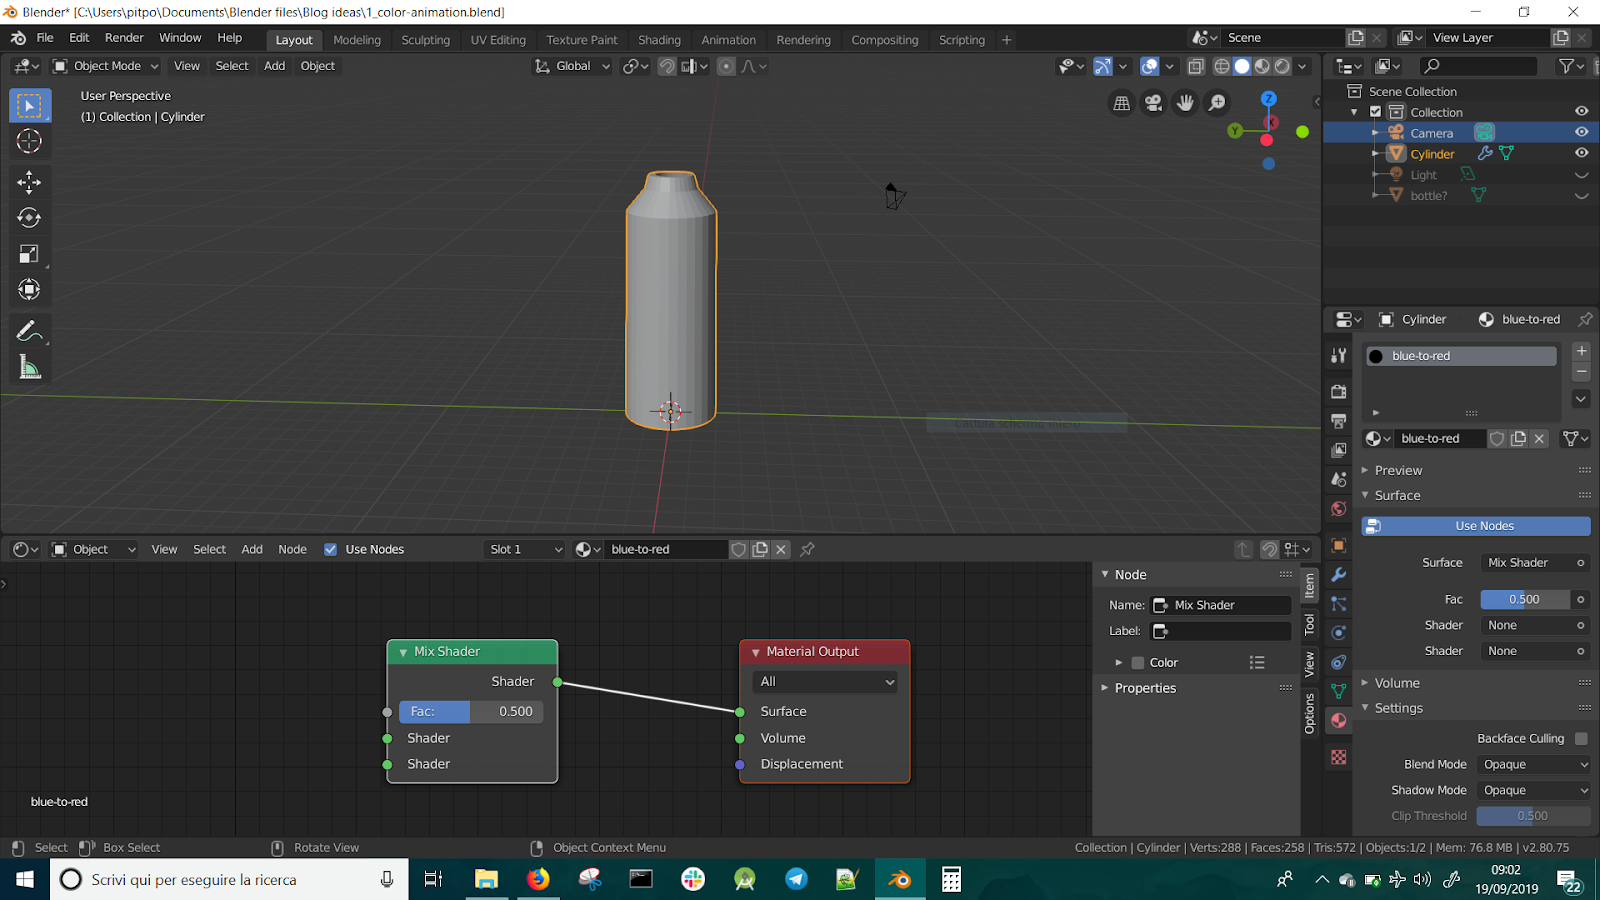 Blender* [C:\Users\pitpo\Documents\Blender files\Blog ideas\1_color-animation.blend]
File Edit Render Window Help Layout Modeling Sculpting UV Editing Texture Paint Shading Animation Rendering Compositing Scripting + Scene View Layer
Object Mode View Select Add Object Global
User Perspective
(1) Collection | Cylinder
Z
Y
X
Scene Collection
Collection
Camera
Cylinder
Light
bottle?
Cylinder blue-to-red
blue-to-red
blue-to-red
Preview
Surface
Use Nodes
Surface Mix Shader
Fac 0.500
Shader None
Shader None
Volume
Settings
Backface Culling
Blend Mode Opaque
Shadow Mode Opaque
Clip Threshold 0.500
Object View Select Add Node Use Nodes Slot 1 blue-to-red
Mix Shader
Shader
Fac: 0.500
Shader
Shader
Material Output
All
Surface
Volume
Displacement
blue-to-red
Node
Name: Mix Shader
Label:
Color
Properties
Item
Tool
View
Options
Select Box Select Rotate View Object Context Menu Collection | Cylinder | Verts:288 | Faces:258 | Tris:572 | Objects:1/2 | Mem: 76.8 MB | v2.80.75
Scrivi qui per eseguire la ricerca
09:02
19/09/2019
22